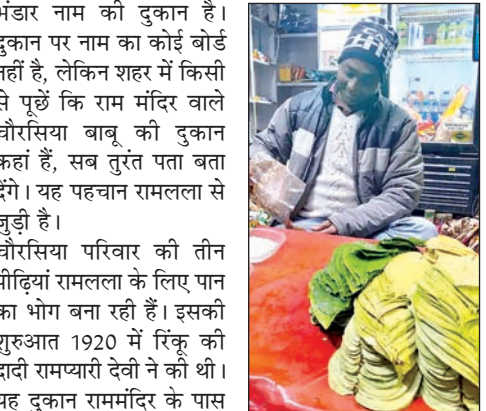 भंडार नाम की दुकान है।
दुकान पर नाम का कोई बोर्ड
नहीं है, लेकिन शहर में किसी
से पूछें कि राम मंदिर वाले
चौरसिया बाबू की दुकान
कहां हैं, सब तुरंत पता बता
देंगे। यह पहचान रामलला से
जुड़ी है।
चौरसिया परिवार की तीन
पीढ़ियां रामलला के लिए पान
का भोग बना रही हैं। इसकी
शुरुआत 1920 में रिंकू की
दादी रामप्यारी देवी ने की थी।
यह दुकान राममंदिर के पास